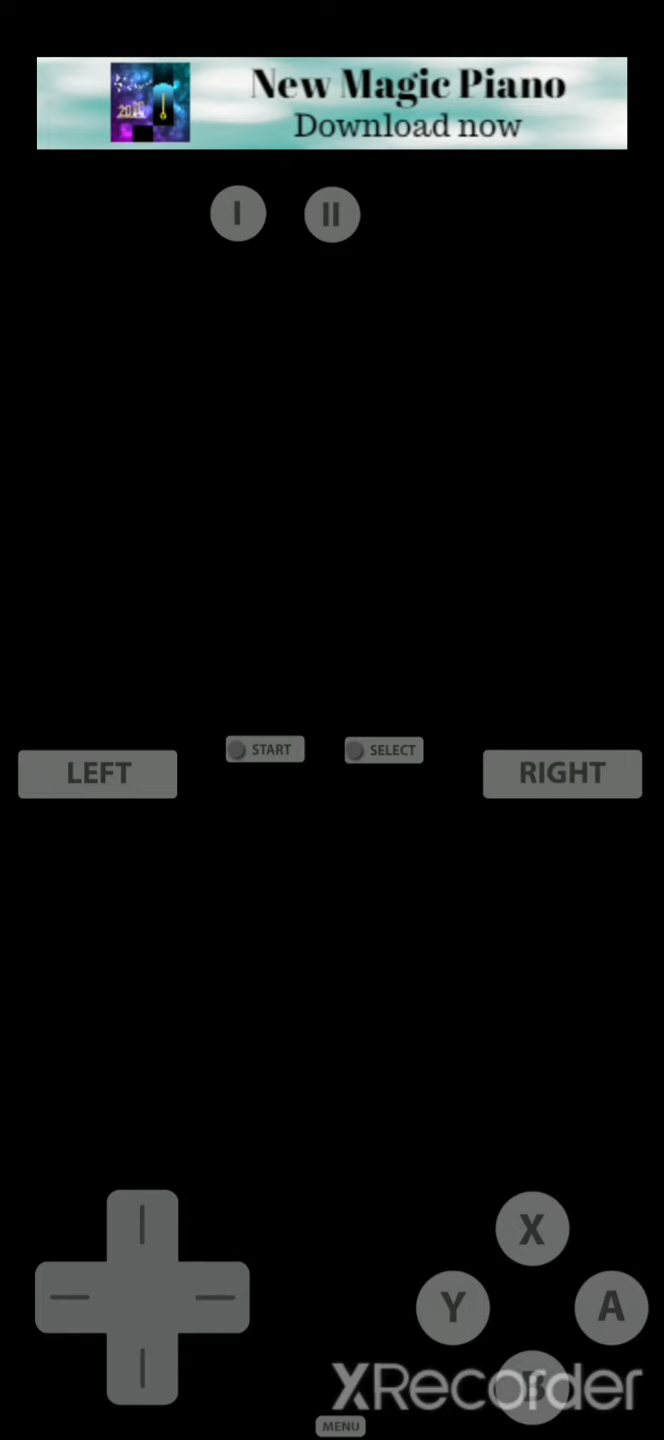 New Magic Piano
Download now
I
II
START
SELECT
LEFT
RIGHT
X
Y
A
B
XRecorder
MENU